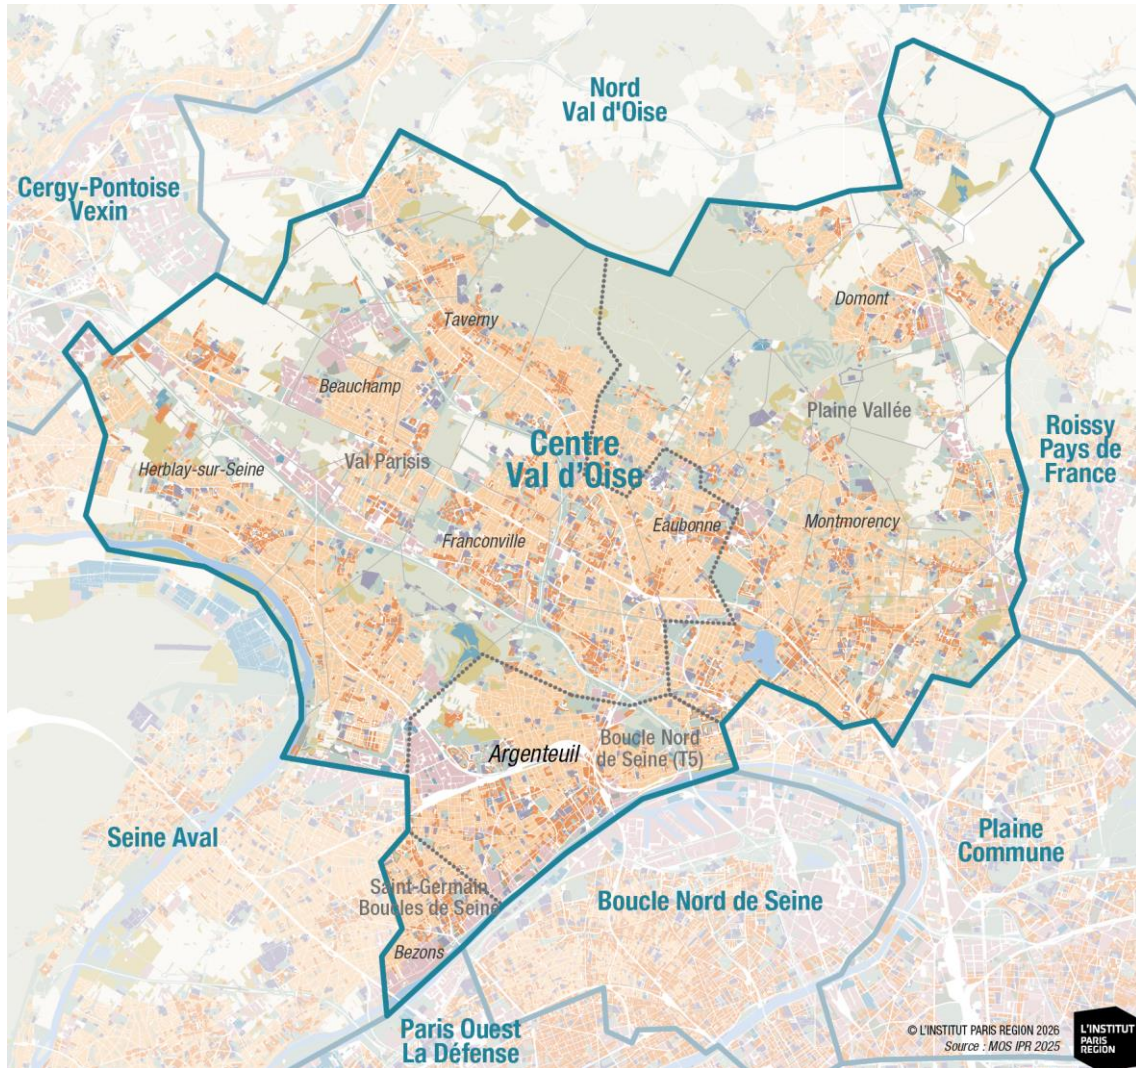 Nord
Val d'Oise
Cergy-Pontoise
Vexin
Domont
Taverny
Beauchamp
Plaine Vallée
Roissy
Pays de
France
Centre
Val d'Oise
Val Parisis
Herblay-sur-Seine
Eaubonne
Montmorency
Franconville
Boucle Nord
de Seine (T5)
Argenteuil
Seine Aval
Plaine
Commune
Saint-Germain
Boucles de Seine
Boucle Nord de Seine
Bezons
Paris Ouest
La Défense
© L'INSTITUT PARIS REGION 2026
Source : MOS IPR 2025
L'INSTITUT
PARIS
REGION